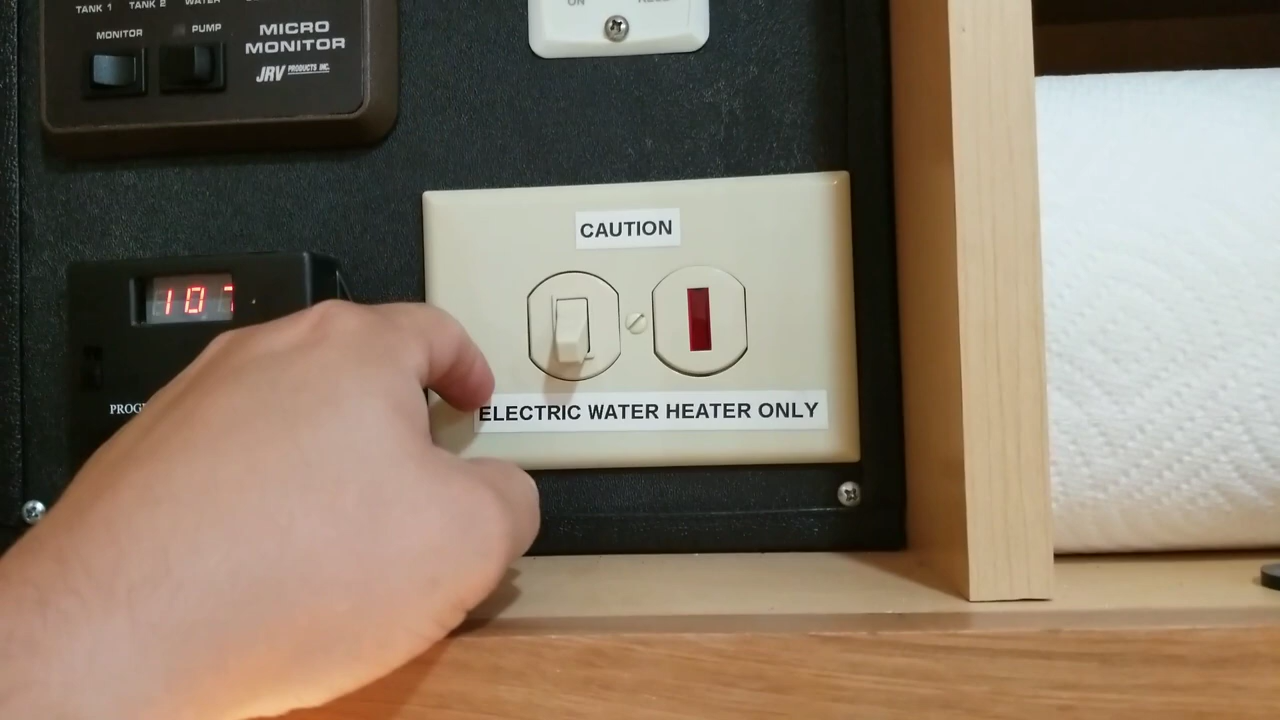 TANK 1 TANK 2 WATER
MONITOR
PUMP
MICRO
MONITOR
JRV PRODUCTS INC.
ON
CAUTION
107
ELECTRIC WATER HEATER ONLY